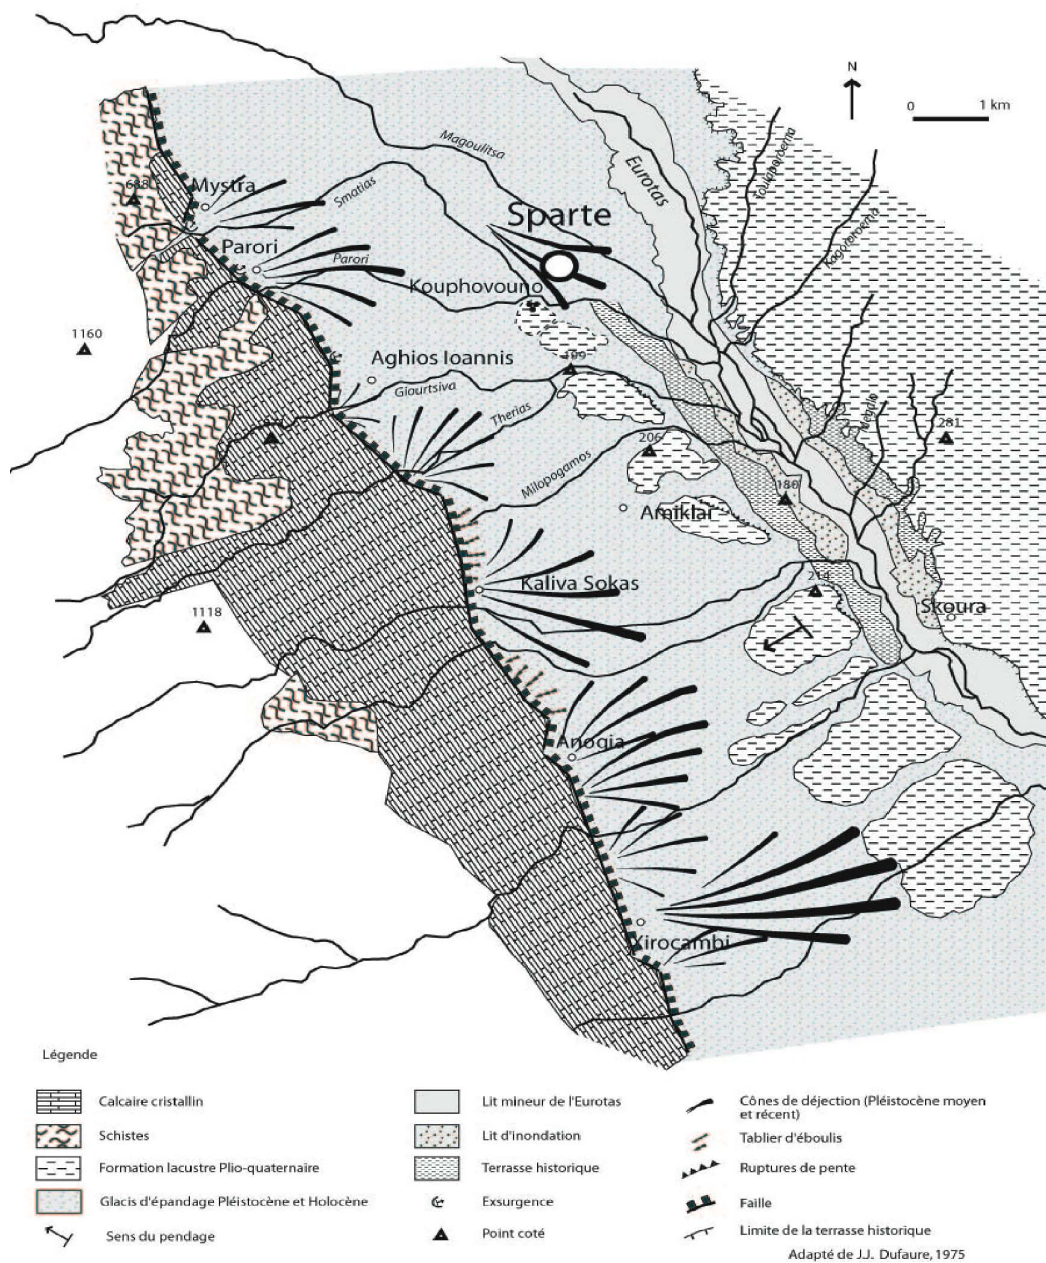 N
0 1 km
Magoulitsa
Eurotas
688
Mystra
Smatias
Sparte
Parori
Parori
Kouphovouno
1160
Aghios Ioannis
199
Giourtsiva
Therias
206
281
Milopogamos
180
Amiklai
214
Kaliva Sokas
Skoura
1118
Anogia
Xirocambi
Légende
Calcaire cristallin
Schistes
Formation lacustre Plio-quaternaire
Glacis d'épandage Pléistocène et Holocène
Sens du pendage
Lit mineur de l'Eurotas
Lit d'inondation
Terrasse historique
Exsurgence
Point coté
Cônes de déjection (Pléistocène moyen
et récent)
Tablier d'éboulis
Ruptures de pente
Faille
Limite de la terrasse historique
Adapté de J.J. Dufaure, 1975